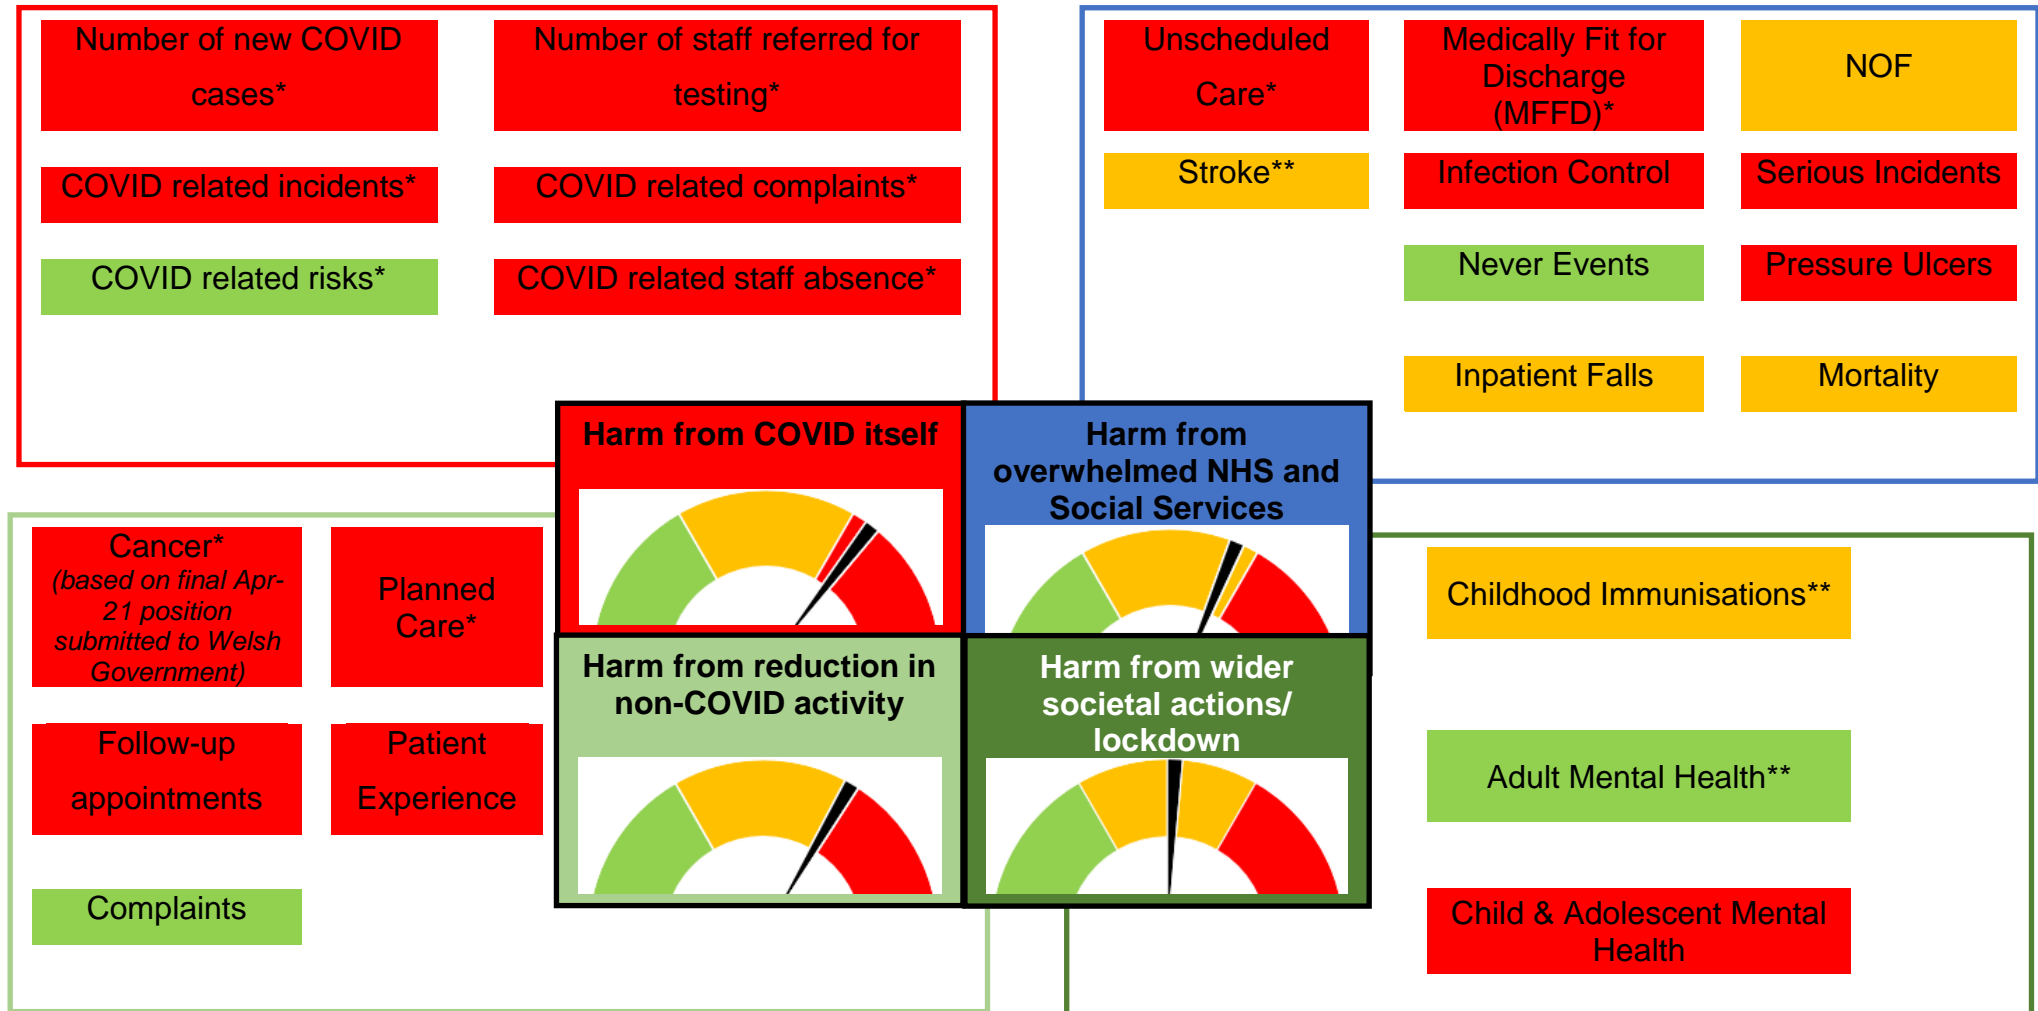 Number of new COVID
cases*
Number of staff referred for
testing*
COVID related incidents*
COVID related complaints*
COVID related risks*
COVID related staff absence*
Unscheduled
Care*
Medically Fit for
Discharge
(MFFD)*
NOF
Stroke**
Infection Control
Serious Incidents
Never Events
Pressure Ulcers
Inpatient Falls
Mortality
Harm from COVID itself
Harm from
overwhelmed NHS and
Social Services
Cancer*
(based on final Apr-
21 position
submitted to Welsh
Government)
Planned
Care*
Follow-up
appointments
Patient
Experience
Complaints
Harm from reduction in
non-COVID activity
Harm from wider
societal actions/
lockdown
Childhood Immunisations**
Adult Mental Health**
Child & Adolescent Mental
Health